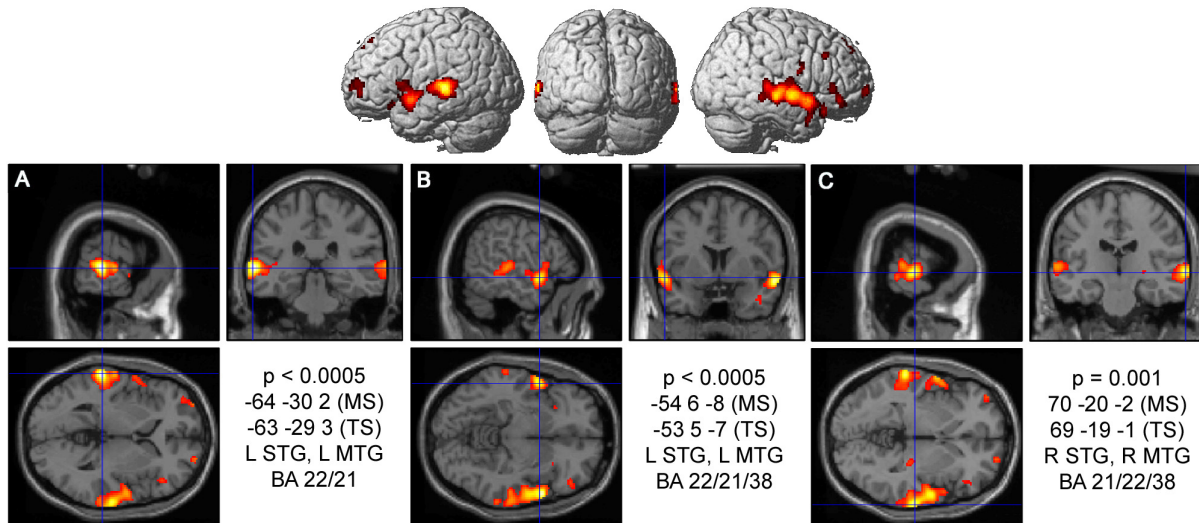 A
B
C
p < 0.0005
-64 -30 2 (MS)
-63 -29 3 (TS)
L STG, L MTG
BA 22/21
p < 0.0005
-54 6 -8 (MS)
-53 5 -7 (TS)
L STG, L MTG
BA 22/21/38
p = 0.001
70 -20 -2 (MS)
69 -19 -1 (TS)
R STG, R MTG
BA 21/22/38